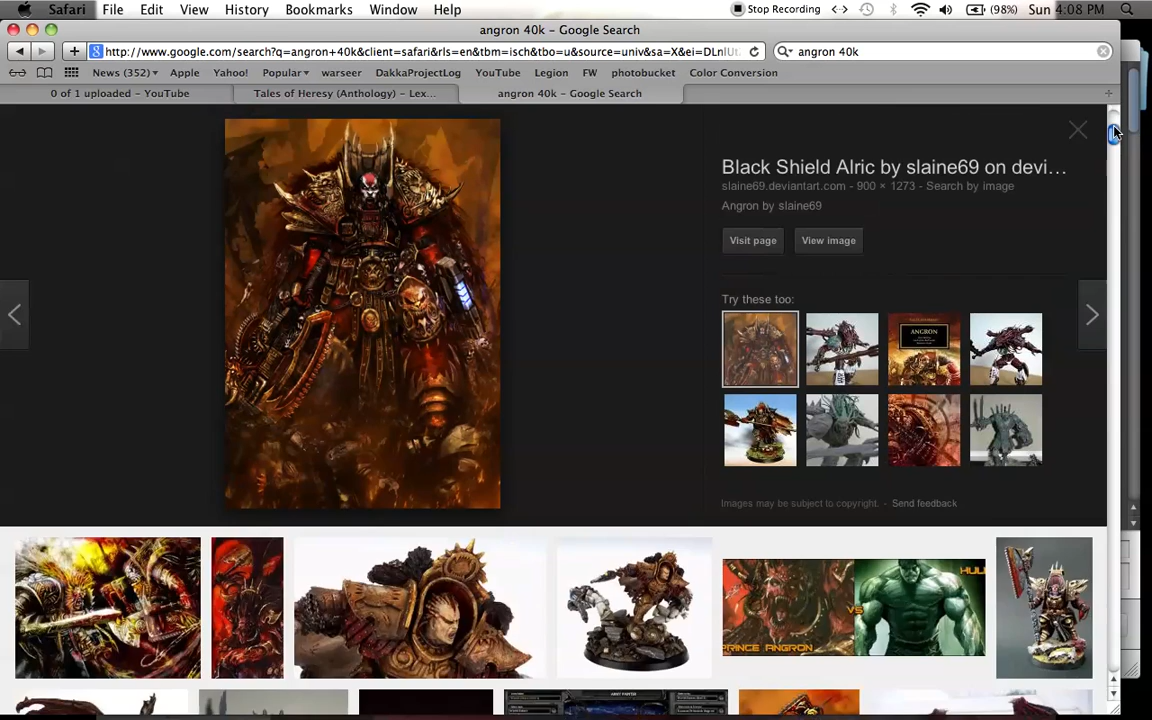 Safari File Edit View History Bookmarks Window Help
Stop Recording (98%) Sun 4:08 PM
angron 40k – Google Search
http://www.google.com/search?q=angron+40k&client=safari&rls=en&tbm=isch&tbo=u&source=univ&sa=X&ei=DLnlUt
angron 40k
News (352) Apple Yahoo! Popular warseer DakkaProjectLog YouTube Legion FW photobucket Color Conversion
0 of 1 uploaded – YouTube
Tales of Heresy (Anthology) – Lex...
angron 40k – Google Search
Black Shield Alric by slaine69 on devi...
slaine69.deviantart.com - 900 × 1273 - Search by image
Angron by slaine69
Visit page View image
Try these too:
ANGRON
Images may be subject to copyright. - Send feedback
VS
HUL
PRINCE ANGRON
ARMY PAINTER